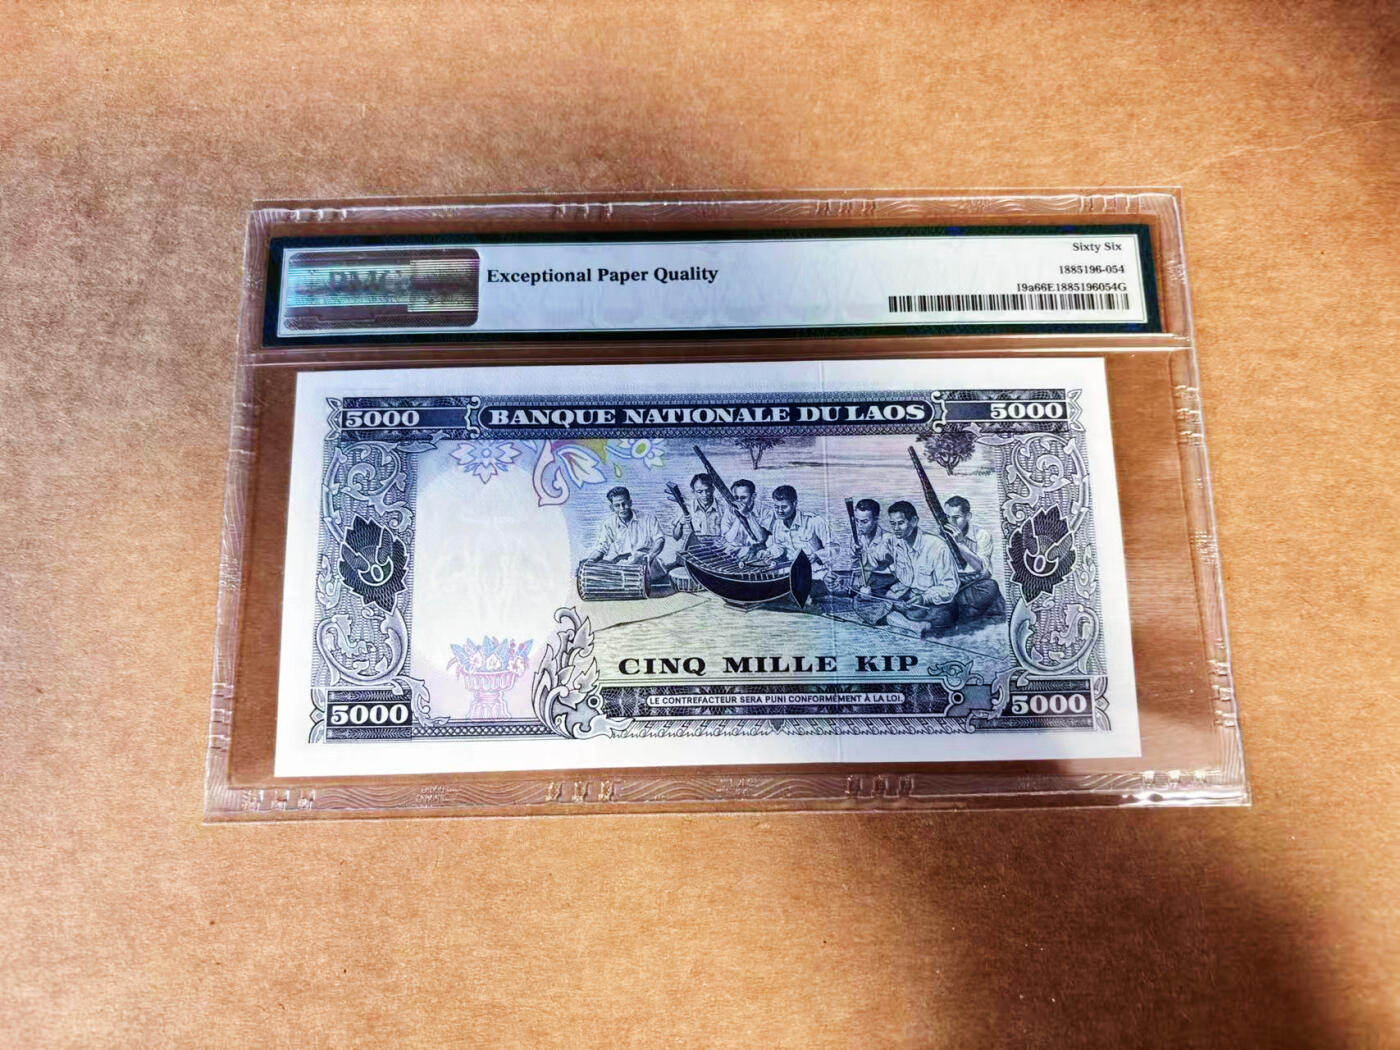 PMG
Exceptional Paper Quality
Sixty Six
1885196-054
19a66E1885196054G
5000
BANQUE NATIONALE DU LAOS
5000
CINQ MILLE KIP
LE CONTREFACTEUR SERA PUNI CONFORMÉMENT À LA LOI.
5000
5000